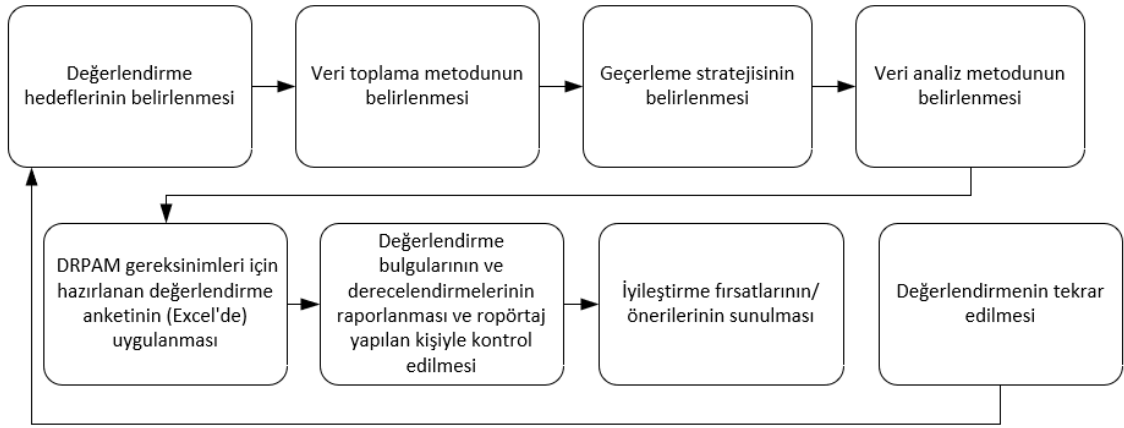 Değerlendirme
hedeflerinin belirlenmesi
Veri toplama metodunun
belirlenmesi
Geçerleme stratejisinin
belirlenmesi
Veri analiz metodunun
belirlenmesi
DRPAM gereksinimleri için
hazırlanan değerlendirme
anketinin (Excel'de)
uygulanması
Değerlendirme
bulgularının ve
derecelendirmelerinin
raporlanması ve ropörtaj
yapılan kişiyle kontrol
edilmesi
İyileştirme fırsatlarının/
önerilerinin sunulması
Değerlendirmenin tekrar
edilmesi